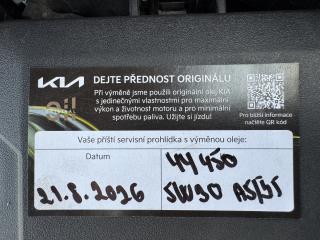 KIA
DEJTE PŘEDNOST ORIGINÁLU
Při výměně jsme použili originální olej KIA
s jedinečnými vlastnostmi pro maximální
výkon a životnost motoru a pro minimální
spotřebu paliva. Užijte si jízdu!
oil
Pro bližší informace
načtěte QR kód
Vaše příští servisní prohlídka s výměnou oleje:
Datum
44 450
21.8.2026
5W30 A5/B5